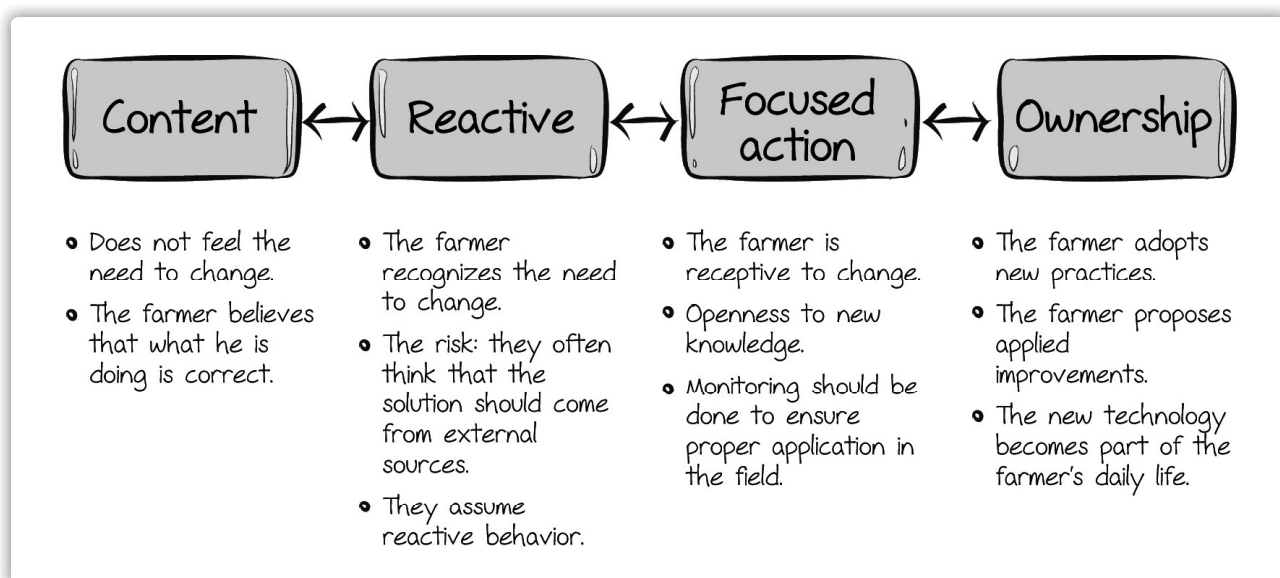 Content
Reactive
Focused
action
Ownership
• Does not feel the
need to change.
• The farmer believes
that what he is
doing is correct.
• The farmer
recognizes the need
to change.
• The risk: they often
think that the
solution should come
from external
sources.
• They assume
reactive behavior.
• The farmer is
receptive to change.
• Openness to new
knowledge.
• Monitoring should be
done to ensure
proper application in
the field.
• The farmer adopts
new practices.
• The farmer proposes
applied
improvements.
• The new technology
becomes part of the
farmer's daily life.